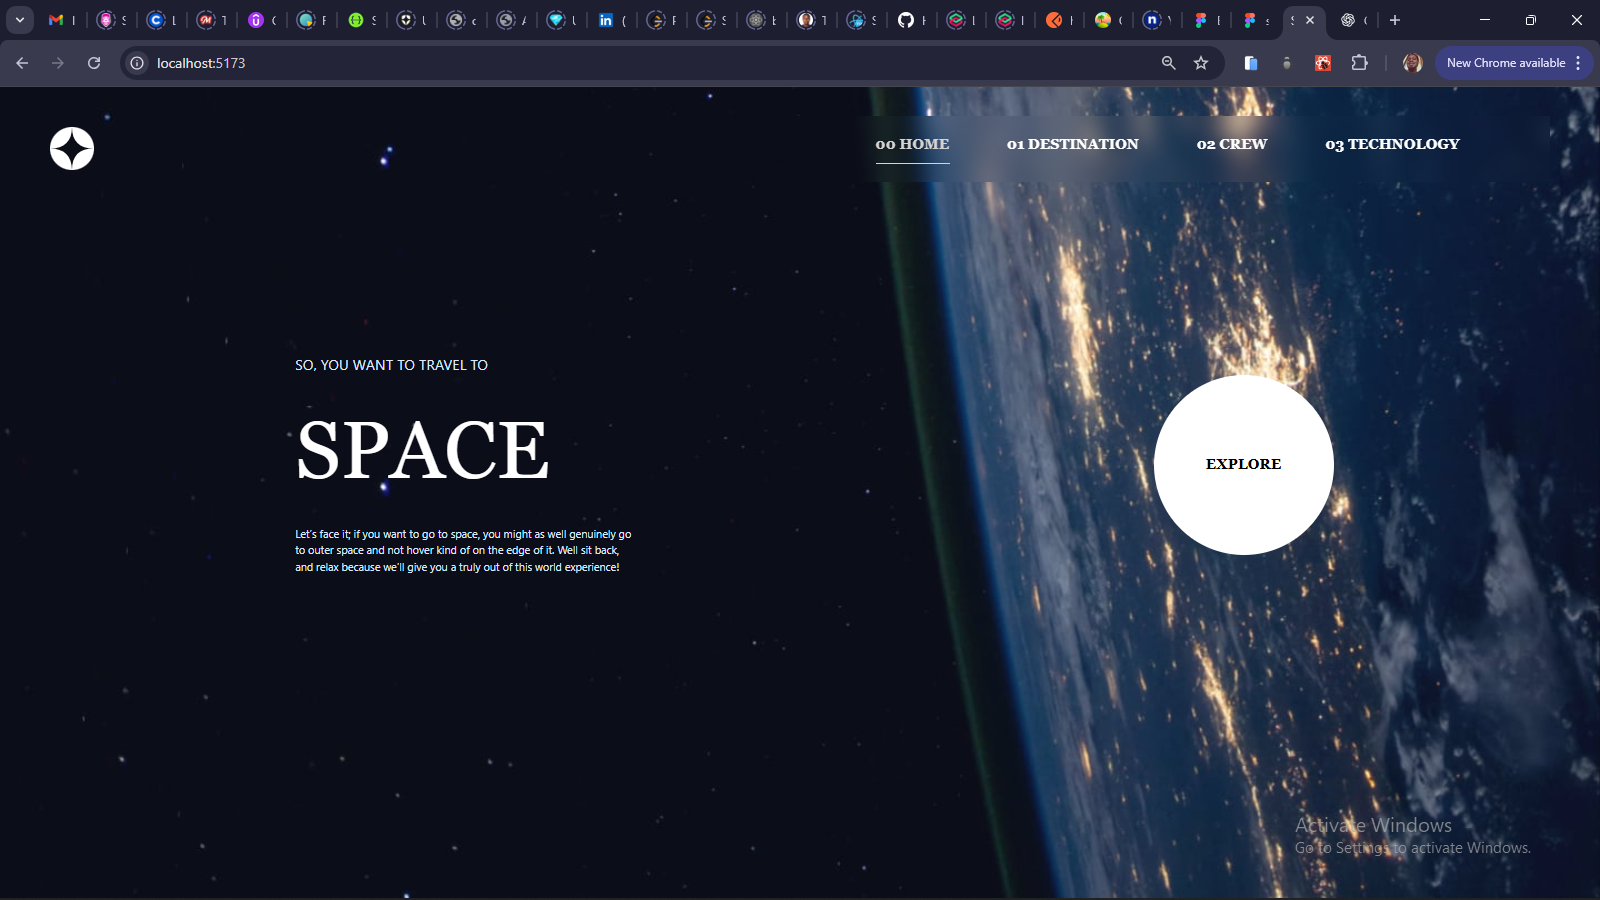 localhost:5173
New Chrome available
00 HOME
01 DESTINATION
02 CREW
03 TECHNOLOGY
SO, YOU WANT TO TRAVEL TO
SPACE
Let's face it; if you want to go to space, you might as well genuinely go
to outer space and not hover kind of on the edge of it. Well sit back,
and relax because we'll give you a truly out of this world experience!
EXPLORE
Activate Windows
Go to Settings to activate Windows.